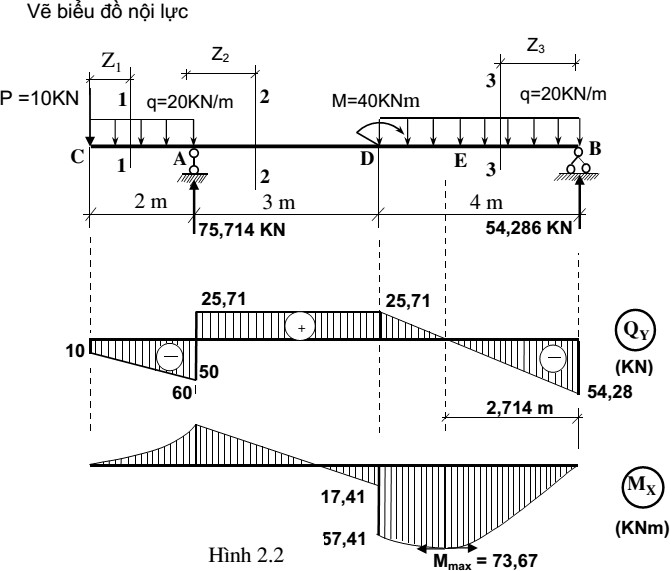 Vẽ biểu đồ nội lực
Z1 Z2 Z3
P =10KN 1 q=20KN/m 2 M=40KNm 3 q=20KN/m
C 1 A 2 D E 3 B
2 m 3 m 4 m
75,714 KN 54,286 KN
25,71 + 25,71 QY
10 − − (KN)
50
60 54,28
2,714 m
17,41 MX
57,41 (KNm)
Hình 2.2 Mmax = 73,67